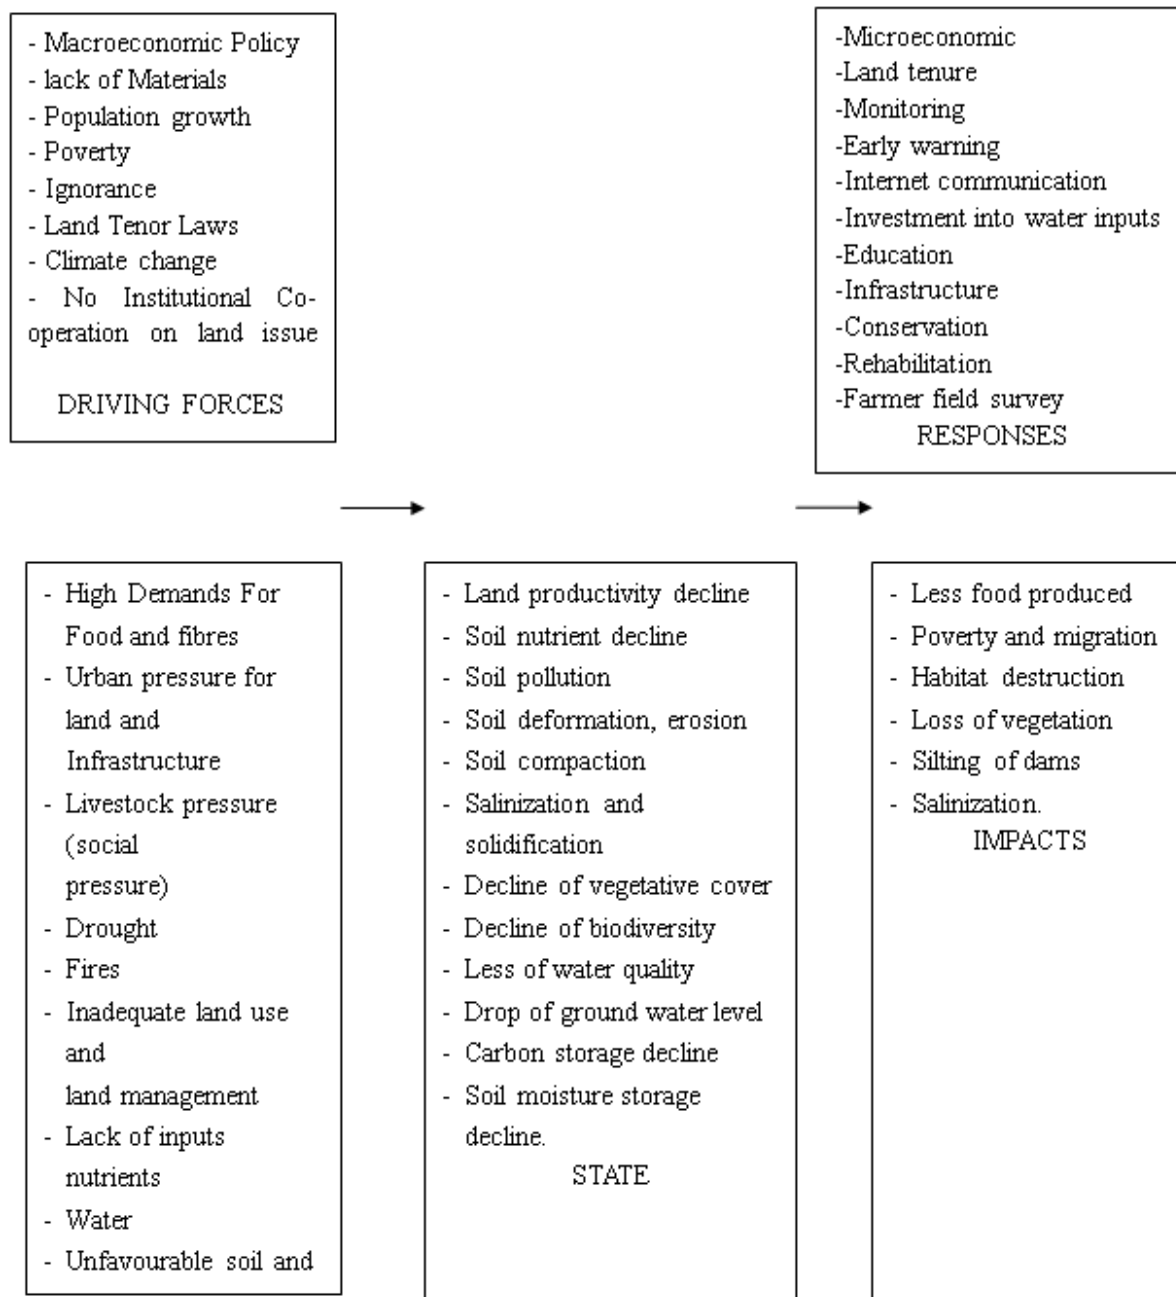 - Macroeconomic Policy
- lack of Materials
- Population growth
- Poverty
- Ignorance
- Land Tenor Laws
- Climate change
- No Institutional Co-
operation on land issue
DRIVING FORCES
-Microeconomic
-Land tenure
-Monitoring
-Early warning
-Internet communication
-Investment into water inputs
-Education
-Infrastructure
-Conservation
-Rehabilitation
-Farmer field survey
RESPONSES
- High Demands For
Food and fibres
- Urban pressure for
land and
Infrastructure
- Livestock pressure
(social
pressure)
- Drought
- Fires
- Inadequate land use
and
land management
- Lack of inputs
nutrients
- Water
- Unfavourable soil and
- Land productivity decline
- Soil nutrient decline
- Soil pollution
- Soil deformation, erosion
- Soil compaction
- Salinization and
solidification
- Decline of vegetative cover
- Decline of biodiversity
- Less of water quality
- Drop of ground water level
- Carbon storage decline
- Soil moisture storage
decline.
STATE
- Less food produced
- Poverty and migration
- Habitat destruction
- Loss of vegetation
- Silting of dams
- Salinization.
IMPACTS